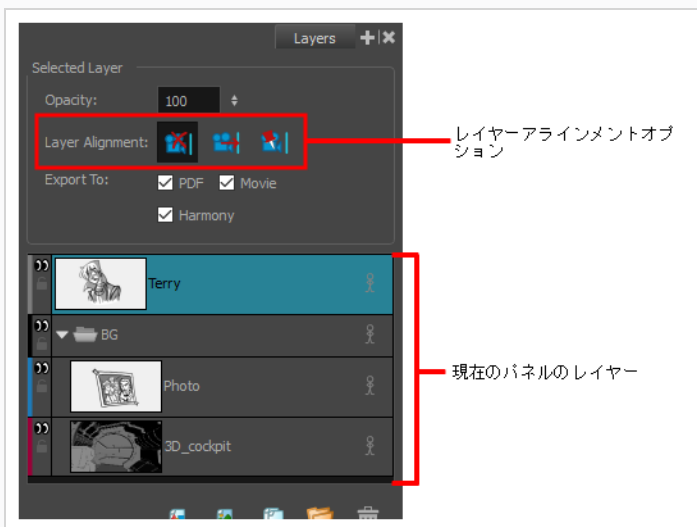 Layers
Selected Layer
Opacity: 100
Layer Alignment:
Export To: PDF Movie
Harmony
レイヤーアラインメントオプ
ション
Terry
BG
Photo
3D_cockpit
現在のパネルのレイヤー